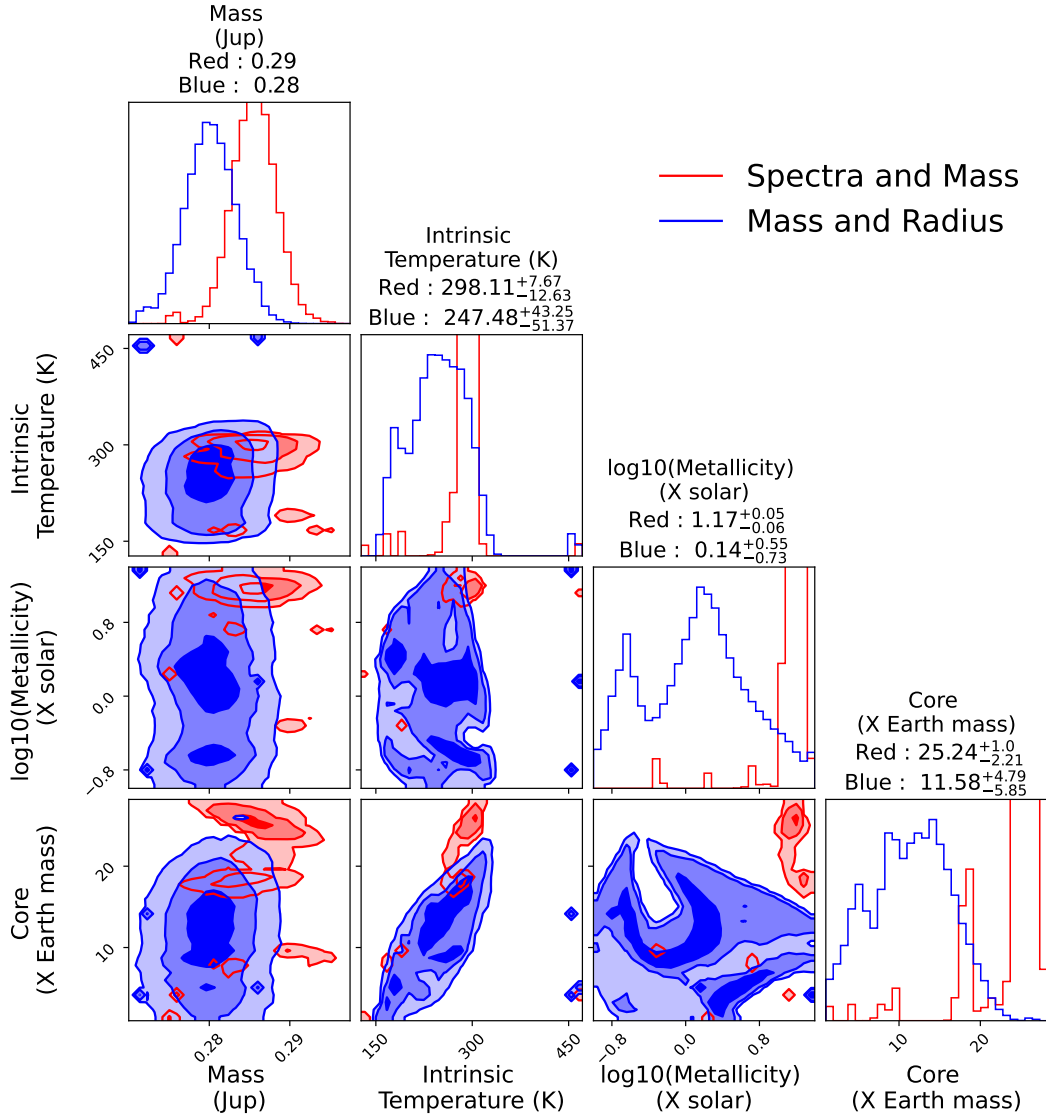 Mass
(Jup)
Red : 0.29
Blue :  0.28
Spectra and Mass
Mass and Radius
Intrinsic
Temperature (K)
Red : 298.11+7.67 −12.63
Blue :  247.48+43.25 −51.37
log10(Metallicity)
(X solar)
Red : 1.17+0.05 −0.06
Blue :  0.14+0.55 −0.73
Core
(X Earth mass)
Red : 25.24+1.0 −2.21
Blue :  11.58+4.79 −5.85
Intrinsic
Temperature (K)
450
300
150
log10(Metallicity)
(X solar)
0.8
0.0
−0.8
Core
(X Earth mass)
20
10
0.28
0.29
150
300
450
−0.8
0.0
0.8
10
20
Mass
(Jup)
Intrinsic
Temperature (K)
log10(Metallicity)
(X solar)
Core
(X Earth mass)